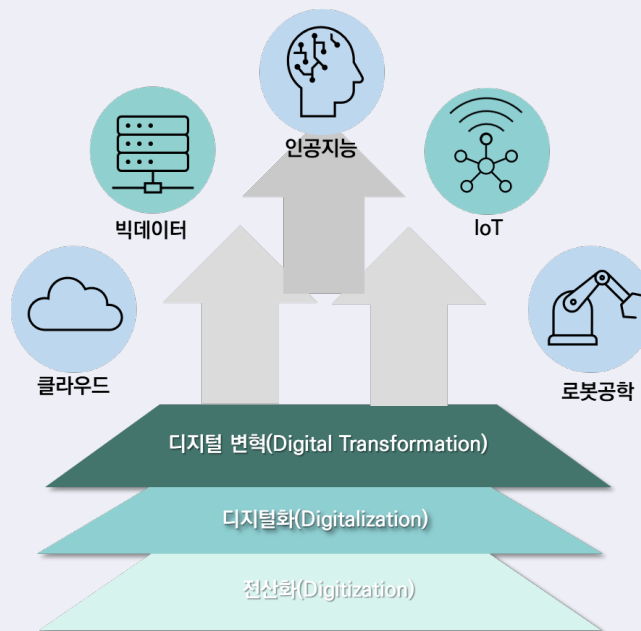 인공지능
빅데이터
IoT
클라우드
로봇공학
디지털 변혁(Digital Transformation)
디지털화(Digitalization)
전산화(Digitization)